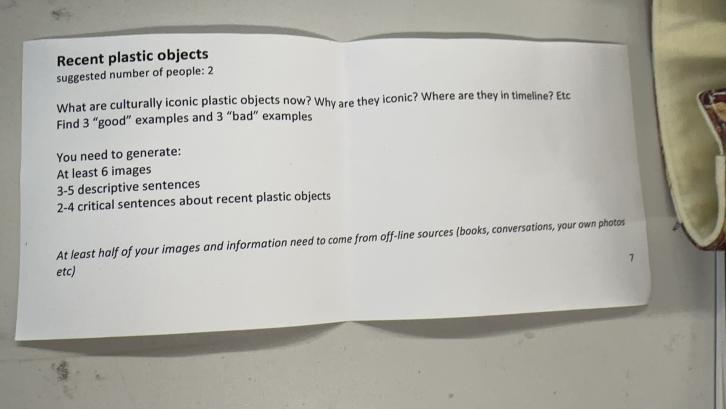 Recent plastic objects
suggested number of people: 2
What are culturally iconic plastic objects now? Why are they iconic? Where are they in timeline? Etc
Find 3 “good” examples and 3 “bad” examples
You need to generate:
At least 6 images
3-5 descriptive sentences
2-4 critical sentences about recent plastic objects
At least half of your images and information need to come from off-line sources (books, conversations, your own photos
etc)
7